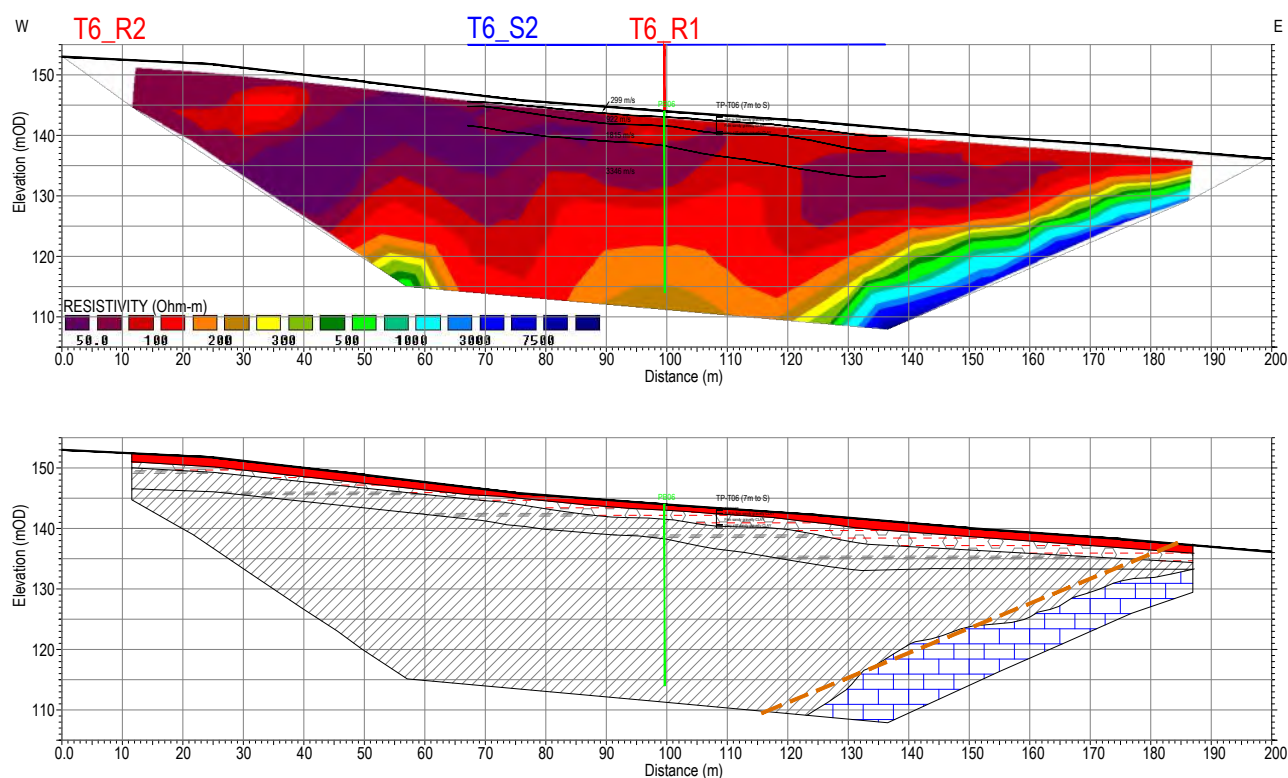 W
T6_R2
T6_S2
T6_R1
E
Elevation (mOD)
150
140
130
120
110
299 m/s
TP-T06 (7m to S)
RESISTIVITY (Ohm-m)
50.0 100 200 300 500 1000 3000 7500
0.0 10 20 30 40 50 60 70 80 90 100 110 120 130 140 150 160 170 180 190 200
Distance (m)
Elevation (mOD)
150
140
130
120
110
TP-T06 (7m to S)
0.0 10 20 30 40 50 60 70 80 90 100 110 120 130 140 150 160 170 180 190 200
Distance (m)